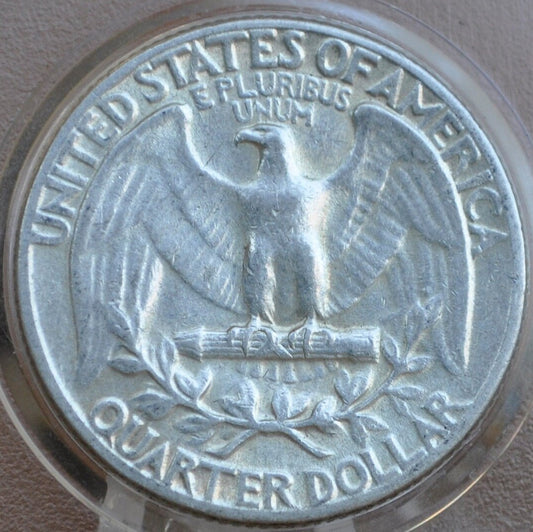 UNITED STATES OF AMERICA
E PLURIBUS
UNUM
QUARTER DOLLAR